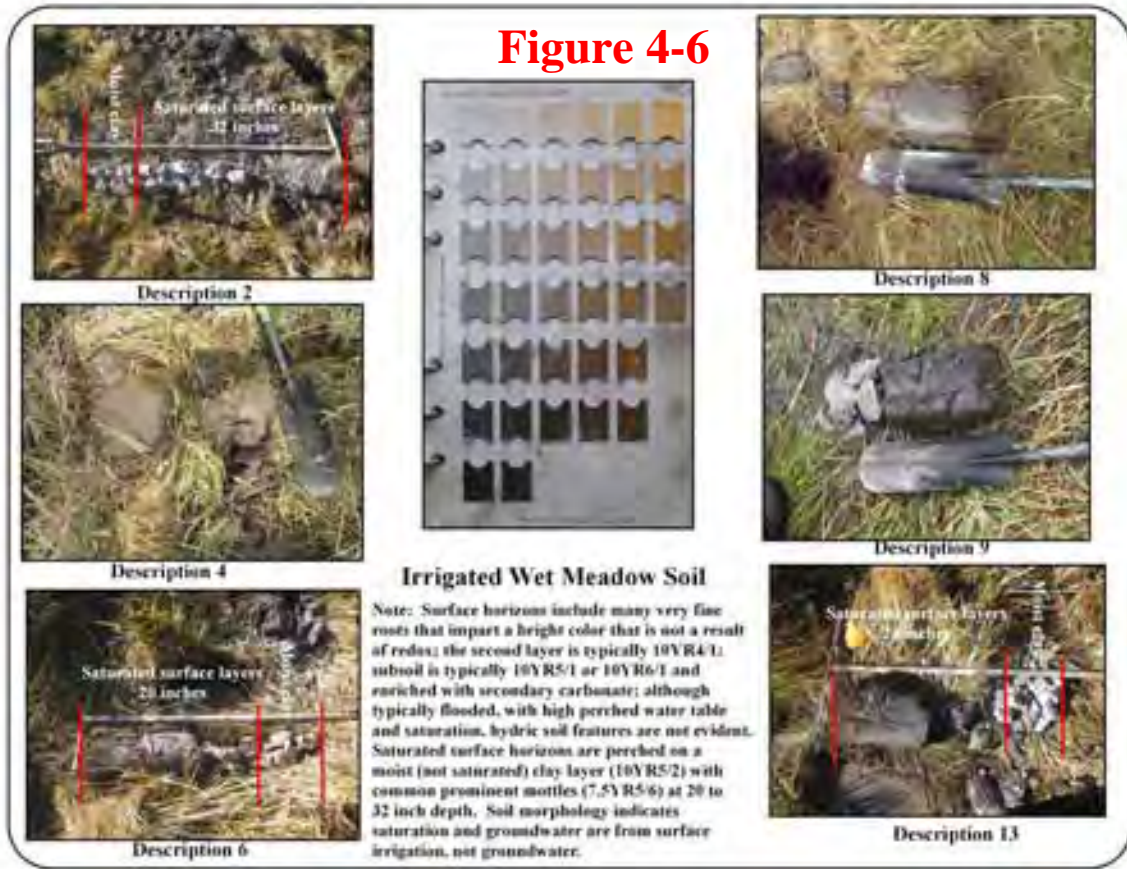 Figure 4-6
Moist clay
Saturated surface layers
32 inches
Description 2
Description 4
Saturated surface layers
20 inches
Description 6
Description 8
Description 9
Saturated surface layers
Description 13
Irrigated Wet Meadow Soil
Note: Surface horizons include many very fine
roots that impart a bright color that is not a result
of redox; the second layer is typically 10YR4/1;
subsoil is typically 10YR5/1 or 10YR6/1 and
enriched with secondary carbonate; although
typically flooded, with high perched water table
and saturation, hydric soil features are not evident.
Saturated surface horizons are perched on a
moist (not saturated) clay layer (10YR5/2) with
common prominent mottles (7.5YR5/6) at 20 to
32 inch depth. Soil morphology indicates
saturation and groundwater are from surface
irrigation, not groundwater.